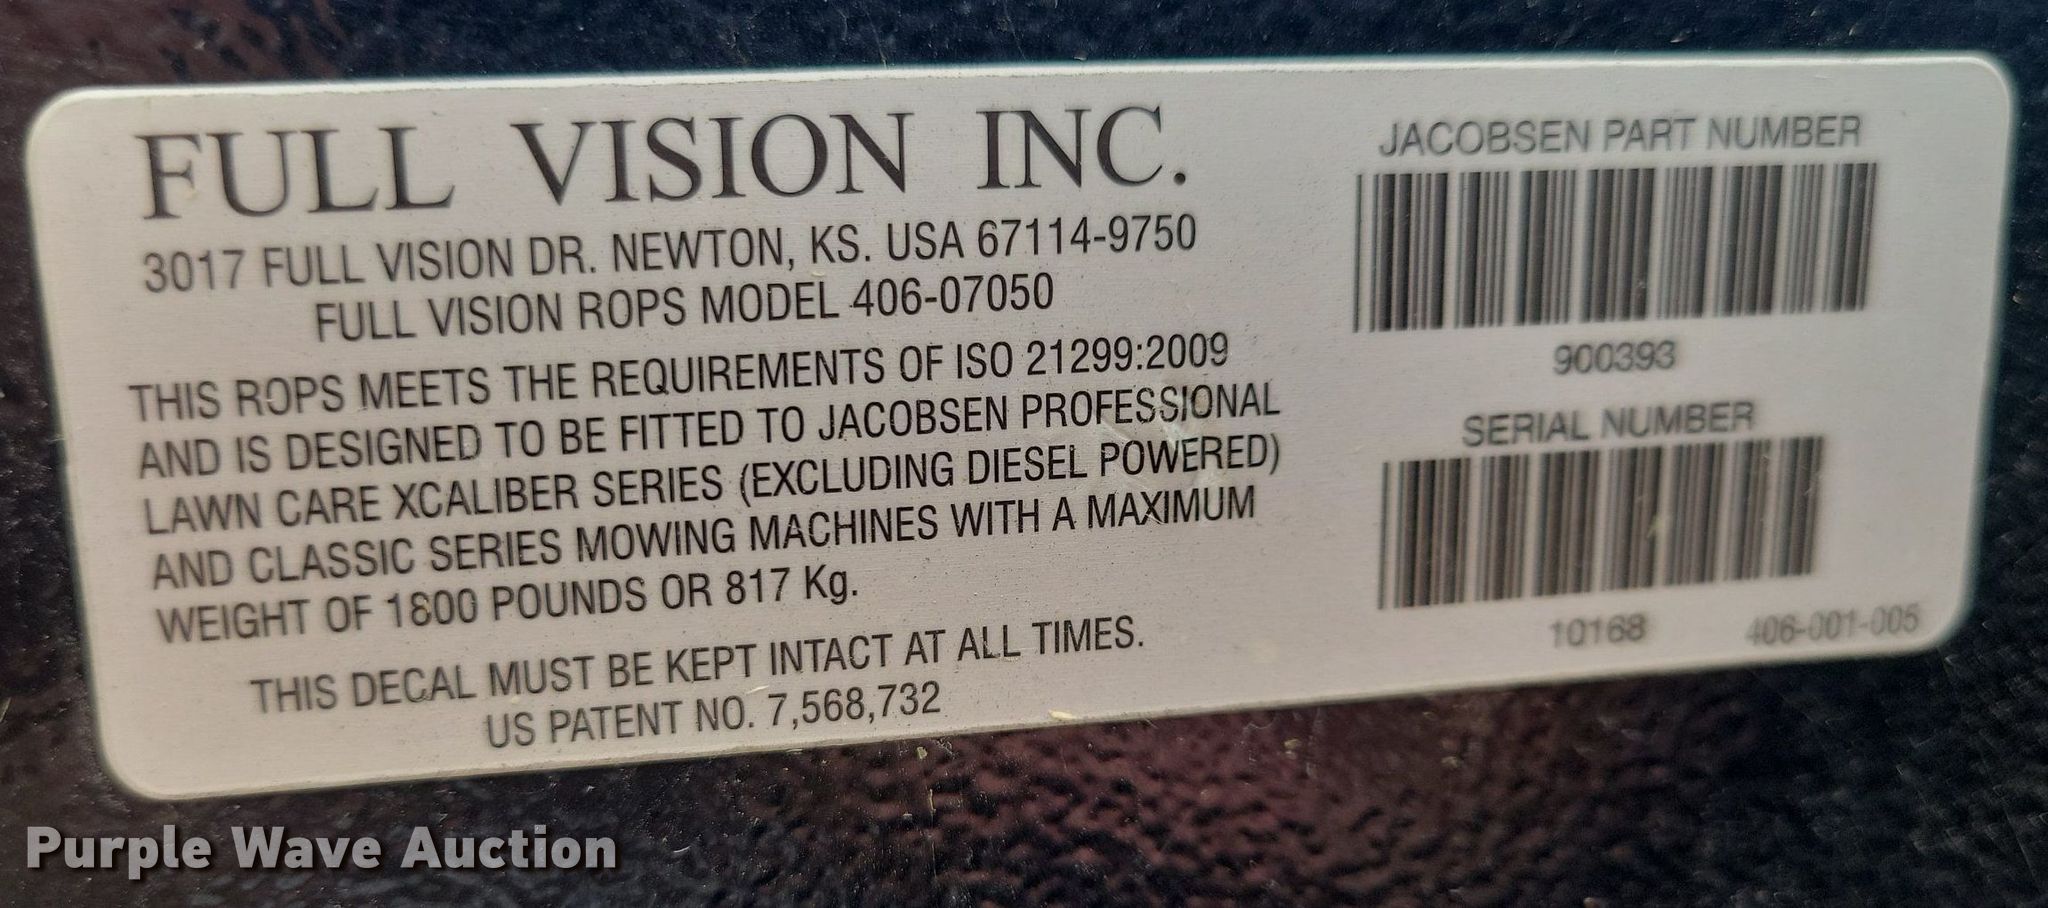 FULL VISION INC.
3017 FULL VISION DR. NEWTON, KS. USA 67114-9750
FULL VISION ROPS MODEL 406-07050
THIS ROPS MEETS THE REQUIREMENTS OF ISO 21299:2009
AND IS DESIGNED TO BE FITTED TO JACOBSEN PROFESSIONAL
LAWN CARE XCALIBER SERIES (EXCLUDING DIESEL POWERED)
AND CLASSIC SERIES MOWING MACHINES WITH A MAXIMUM
WEIGHT OF 1800 POUNDS OR 817 Kg.
THIS DECAL MUST BE KEPT INTACT AT ALL TIMES.
US PATENT NO. 7,568,732
JACOBSEN PART NUMBER
900393
SERIAL NUMBER
10168
406-001-005
Purple Wave Auction